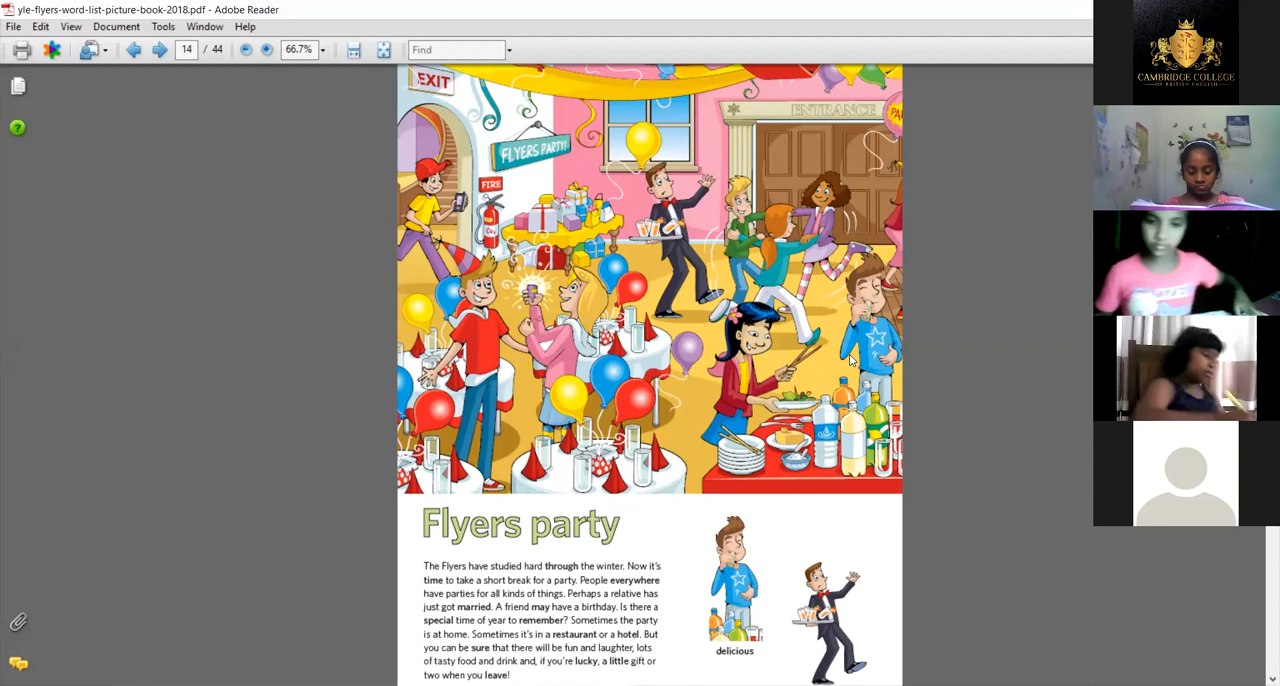 yle-flyers-word-list-picture-book-2018.pdf - Adobe Reader
File Edit View Document Tools Window Help
14 / 44 66.7% Find
CAMBRIDGE COLLEGE
OF BRITISH ENGLISH
EXIT
ENTRANCE
PA
FLYERS PARTY!
FIRE
Flyers party
The Flyers have studied hard through the winter. Now it's
time to take a short break for a party. People everywhere
have parties for all kinds of things. Perhaps a relative has
just got married. A friend may have a birthday. Is there a
special time of year to remember? Sometimes the party
is at home. Sometimes it's in a restaurant or a hotel. But
you can be sure that there will be fun and laughter, lots
of tasty food and drink and, if you're lucky, a little gift or
two when you leave!
delicious